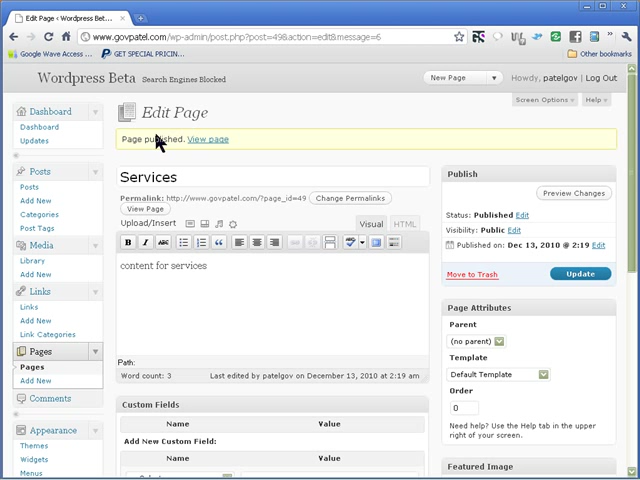 Edit Page ‹ Wordpress Bet...
www.govpatel.com/wp-admin/post.php?post=49&action=edit&message=6
Google Wave Access ...
GET SPECIAL PRICIN...
Other bookmarks
Wordpress Beta
Search Engines Blocked
New Page
Howdy, patelgov | Log Out
Screen Options
Help
Dashboard
Dashboard
Updates
Posts
Posts
Add New
Categories
Post Tags
Media
Library
Add New
Links
Links
Add New
Link Categories
Pages
Pages
Add New
Comments
Appearance
Themes
Widgets
Menus
Edit Page
Page published. View page
Services
Permalink: http://www.govpatel.com/?page_id=49
Change Permalinks
View Page
Upload/Insert
Visual
HTML
B I ABC
content for services
Path:
Word count: 3
Last edited by patelgov on December 13, 2010 at 2:19 am
Custom Fields
Name Value
Add New Custom Field:
Name Value
Publish
Preview Changes
Status: Published Edit
Visibility: Public Edit
Published on: Dec 13, 2010 @ 2:19 Edit
Move to Trash
Update
Page Attributes
Parent
(no parent)
Template
Default Template
Order
0
Need help? Use the Help tab in the upper
right of your screen.
Featured Image